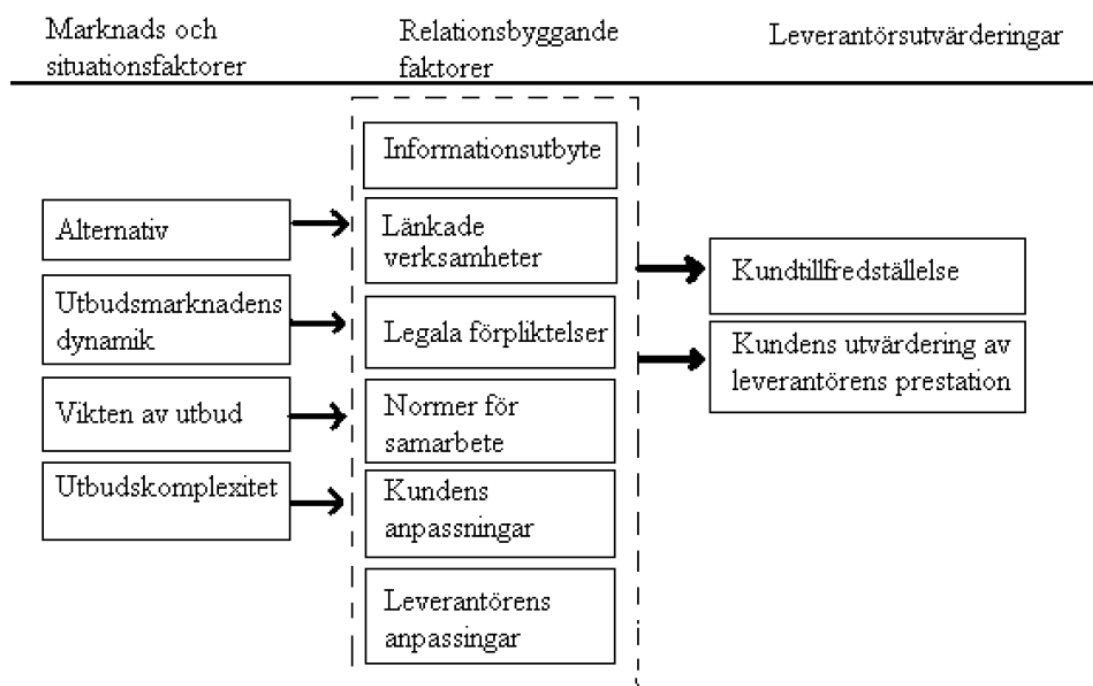 Marknads och
situationsfaktorer
Relationsbyggande
faktorer
Leverantörsutvärderingar
Alternativ
Utbudsmarknadens
dynamik
Vikten av utbud
Utbudskomplexitet
Informationsutbyte
Länkade
verksamheter
Legala förpliktelser
Normer för
samarbete
Kundens
anpassningar
Leverantörens
anpassingar
Kundtillfredställelse
Kundens utvärdering av
leverantörens prestation